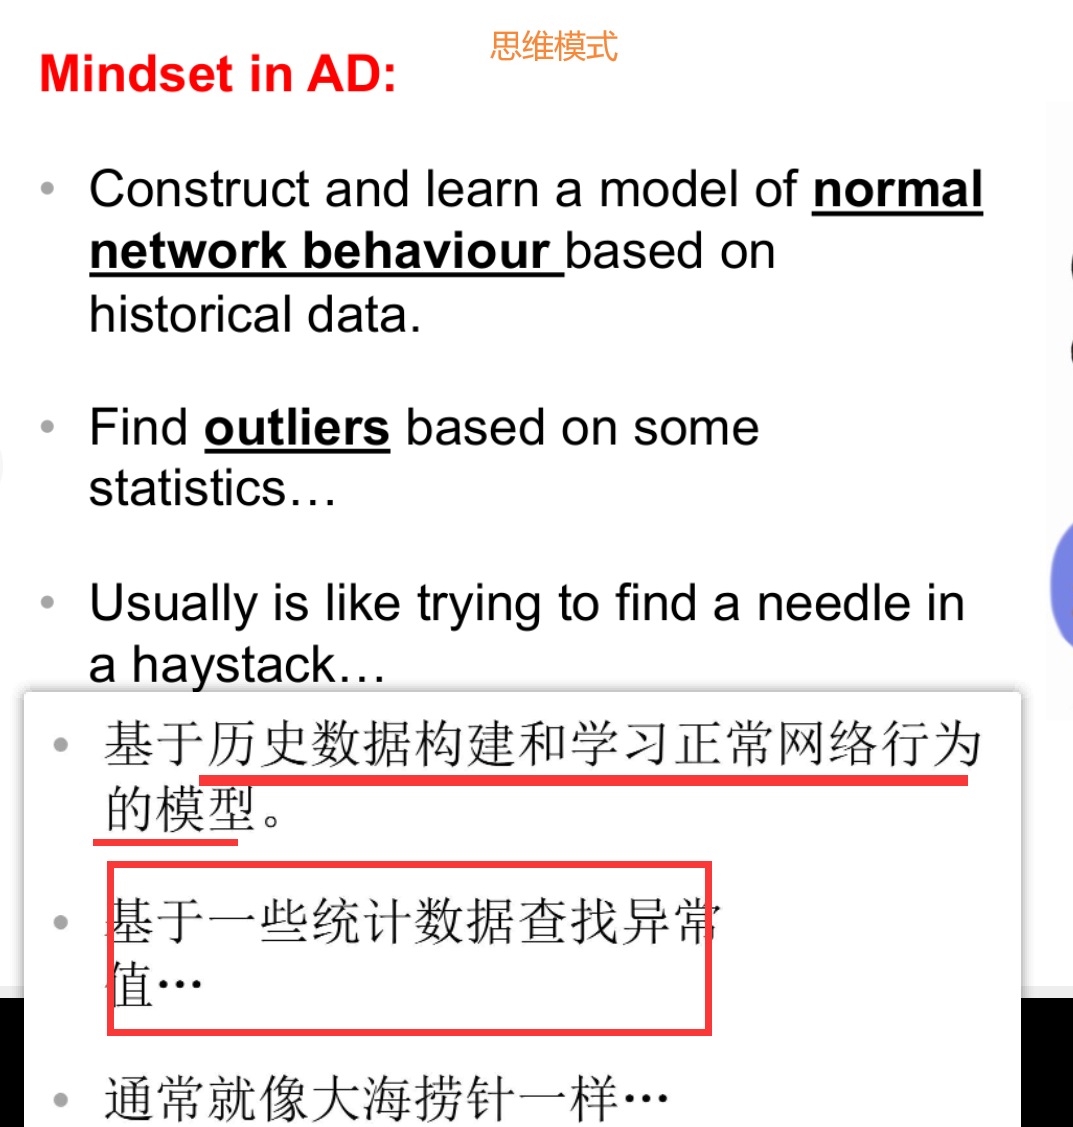 思维模式
Mindset in AD:
• Construct and learn a model of normal
network behaviour based on
historical data.
• Find outliers based on some
statistics…
• Usually is like trying to find a needle in
a haystack…
• 基于历史数据构建和学习正常网络行为
的模型。
• 基于一些统计数据查找异常
值…
• 通常就像大海捞针一样…